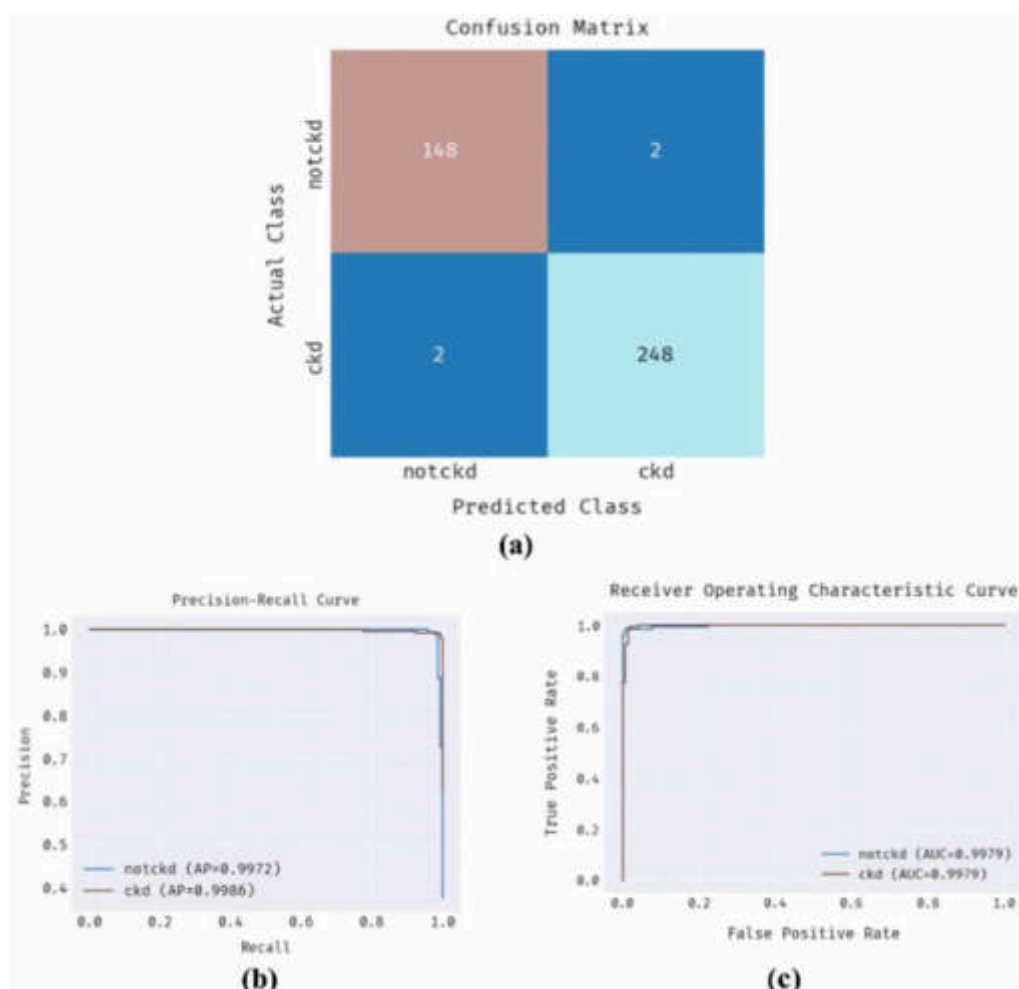 Confusion Matrix
Actual Class
notckd
148
2
ckd
2
248
notckd ckd
Predicted Class
(a)
Precision-Recall Curve
Precision
1.0
0.9
0.8
0.7
0.6
0.5
0.4
notckd (AP=0.9972)
ckd (AP=0.9986)
0.0 0.2 0.4 0.6 0.8 1.0
Recall
(b)
Receiver Operating Characteristic Curve
True Positive Rate
1.0
0.8
0.6
0.4
0.2
0.0
notckd (AUC=0.9979)
ckd (AUC=0.9979)
0.0 0.2 0.4 0.6 0.8 1.0
False Positive Rate
(c)